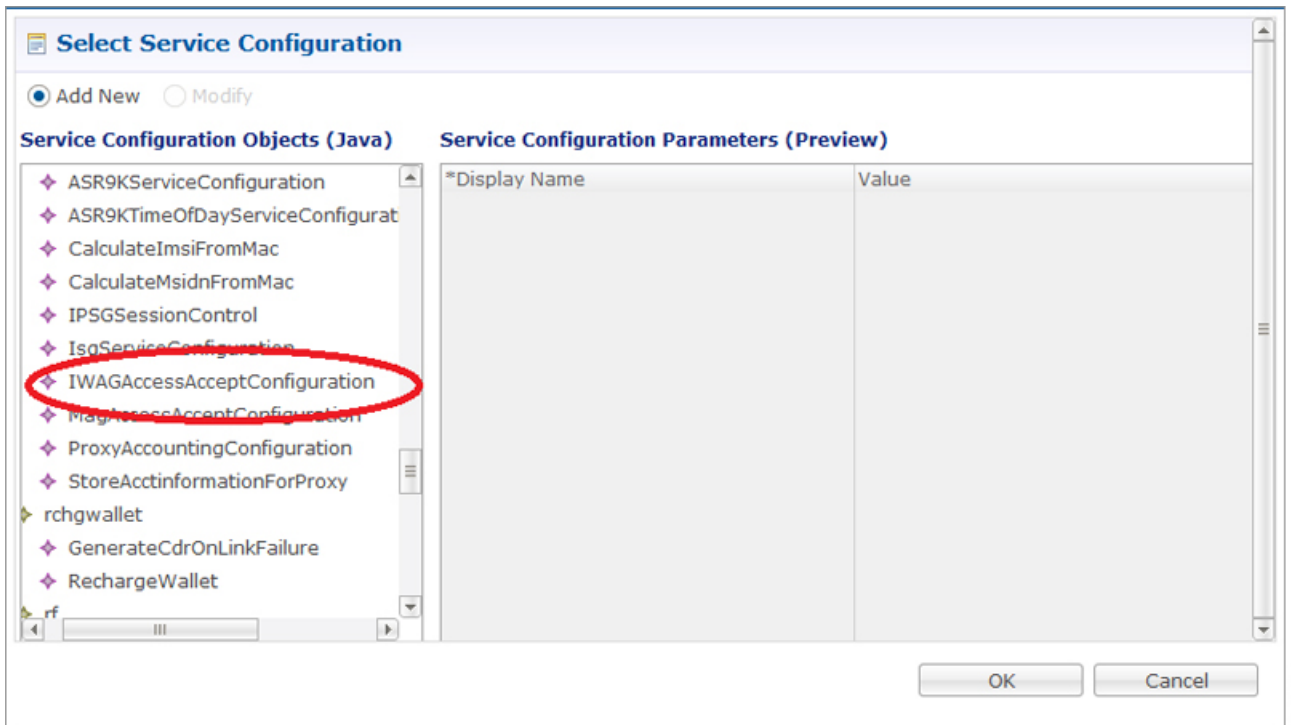 Select Service Configuration
Add New Modify
Service Configuration Objects (Java) Service Configuration Parameters (Preview)
*Display Name Value
ASR9KServiceConfiguration
ASR9KTimeOfDayServiceConfigurat
CalculateImsiFromMac
CalculateMsidnFromMac
IPSGSessionControl
IsgServiceConfiguration
IWAGAccessAcceptConfiguration
MagAccessAcceptConfiguration
ProxyAccountingConfiguration
StoreAcctinformationForProxy
rchgwallet
GenerateCdrOnLinkFailure
RechargeWallet
rf
OK Cancel